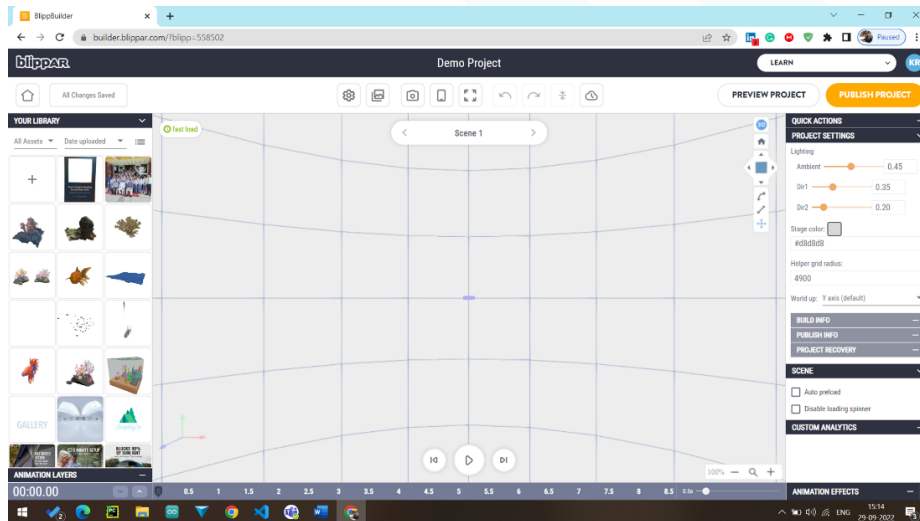 BlippBuilder
builder.blippar.com/?blipp=558502
Paused
blippAR
Demo Project
LEARN
KR
All Changes Saved
PREVIEW PROJECT
PUBLISH PROJECT
YOUR LIBRARY
All Assets
Date uploaded
fast load
Scene 1
3D
QUICK ACTIONS
PROJECT SETTINGS
Lighting
Ambient 0.45
Dir1 0.35
Dir2 0.20
Stage color:
#d8d8d8
Helper grid radius:
4900
World up: Y axis (default)
BUILD INFO
PUBLISH INFO
PROJECT RECOVERY
SCENE
Auto preload
Disable loading spinner
CUSTOM ANALYTICS
GALLERY
100%
ANIMATION LAYERS
00:00.00
0.5 1 1.5 2 2.5 3 3.5 4 4.5 5 5.5 6 6.5 7 7.5 8 8.5
0.5s
ANIMATION EFFECTS
ENG
15:14
29-09-2022